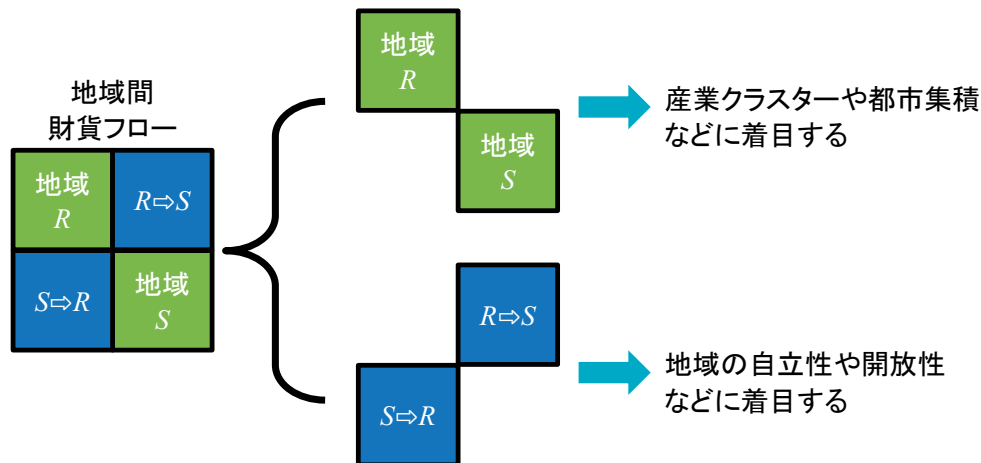 地域間
財貨フロー
地域
R
R⇨S
S⇨R
地域
S
地域
R
地域
S
産業クラスターや都市集積
などに着目する
R⇨S
S⇨R
地域の自立性や開放性
などに着目する